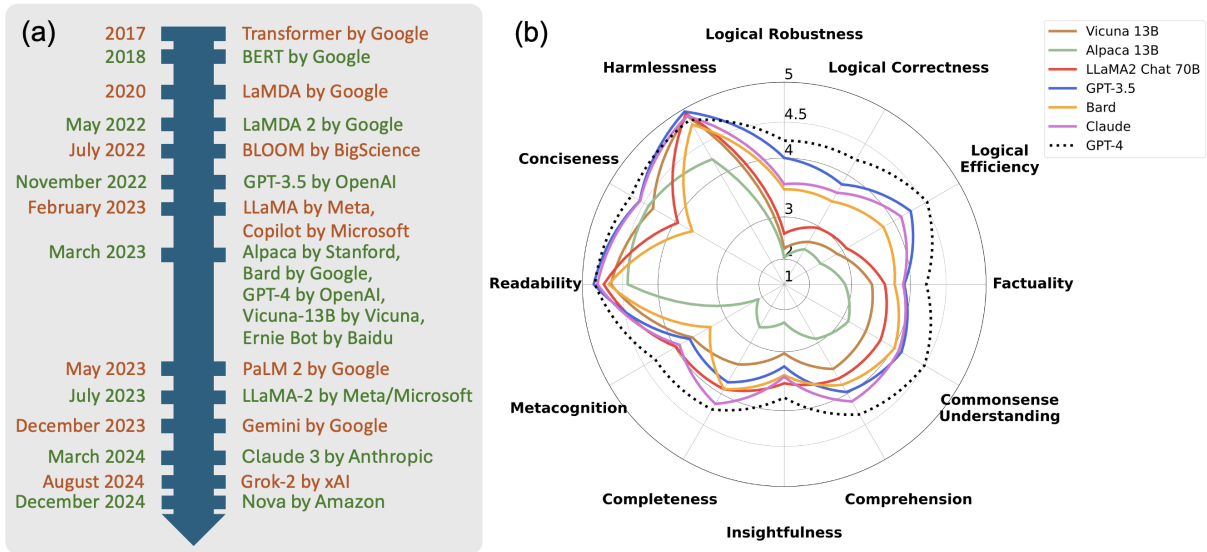 (a)
2017 Transformer by Google
2018 BERT by Google
2020 LaMDA by Google
May 2022 LaMDA 2 by Google
July 2022 BLOOM by BigScience
November 2022 GPT-3.5 by OpenAI
February 2023 LLaMA by Meta,
Copilot by Microsoft
March 2023 Alpaca by Stanford,
Bard by Google,
GPT-4 by OpenAI,
Vicuna-13B by Vicuna,
Ernie Bot by Baidu
May 2023 PaLM 2 by Google
July 2023 LLaMA-2 by Meta/Microsoft
December 2023 Gemini by Google
March 2024 Claude 3 by Anthropic
August 2024 Grok-2 by xAI
December 2024 Nova by Amazon
(b)
Logical Robustness
Harmlessness
Logical Correctness
Conciseness
Logical
Efficiency
Readability
Factuality
Metacognition
Commonsense
Understanding
Completeness
Comprehension
Insightfulness
5
4.5
4
3
2
1
Vicuna 13B
Alpaca 13B
LLaMA2 Chat 70B
GPT-3.5
Bard
Claude
GPT-4